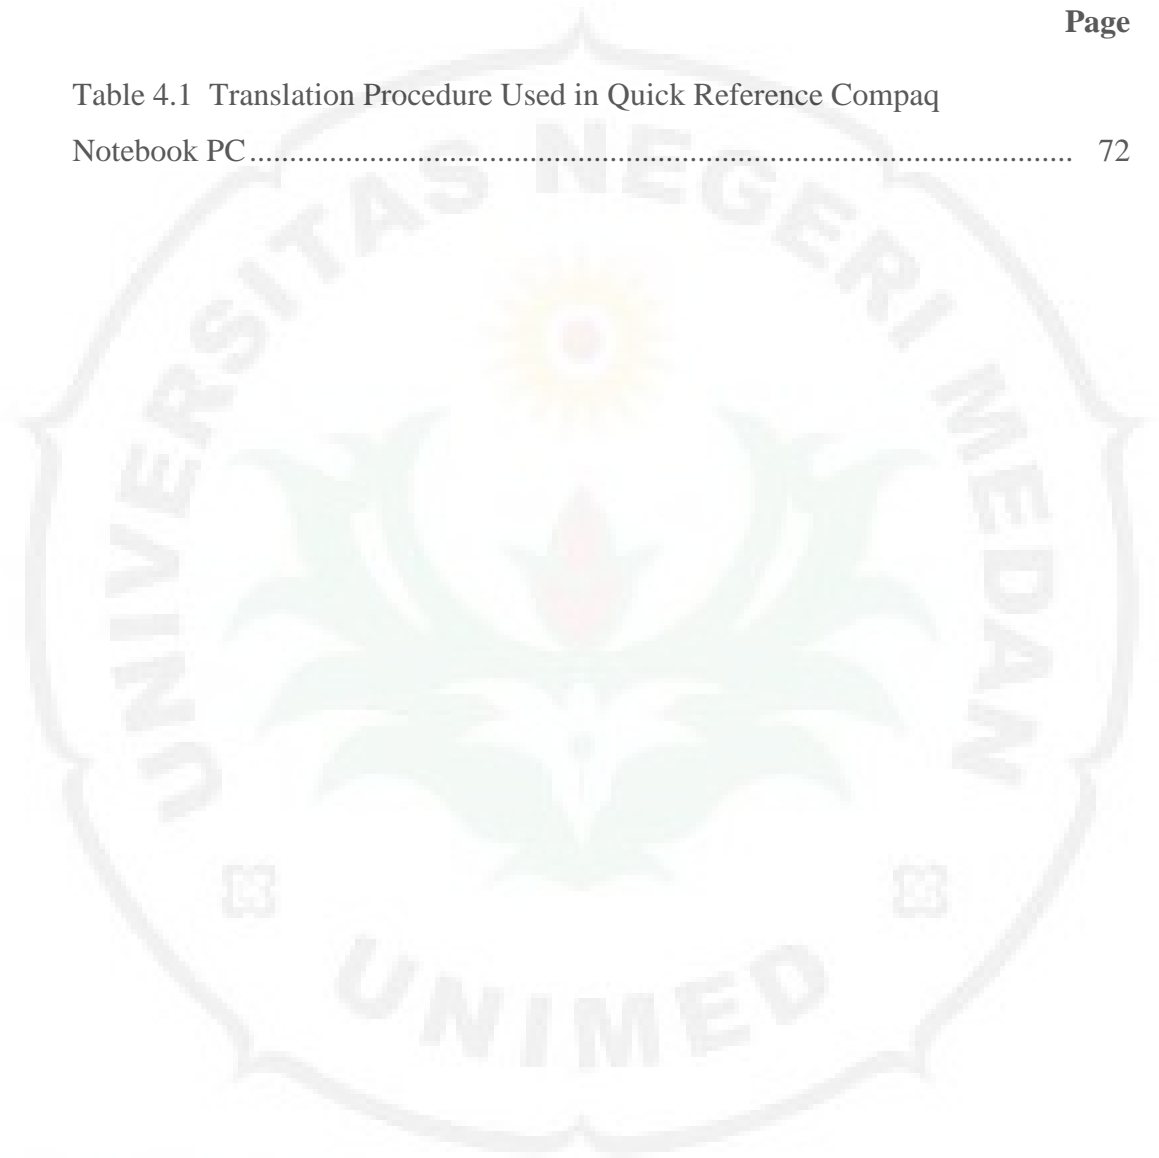 Page
Table 4.1 Translation Procedure Used in Quick Reference Compaq
Notebook PC........................................................................................... 72
UNIVERSITAS NEGERI MEDAN
UNIMED